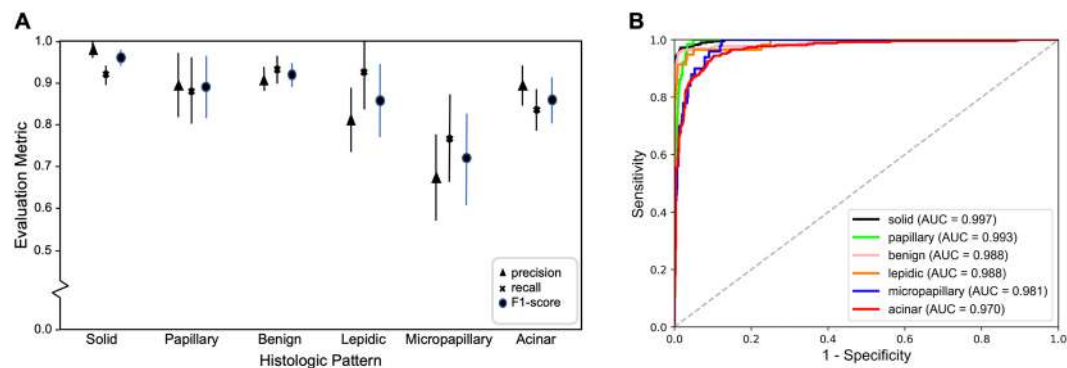 A
1.0
0.9
0.8
0.7
0.6
0.5
0.0
Evaluation Metric
precision
recall
F1-score
Solid Papillary Benign Lepidic Micropapillary Acinar
Histologic Pattern
B
1.0
0.8
0.6
0.4
0.2
0.0
Sensitivity
solid (AUC = 0.997)
papillary (AUC = 0.993)
benign (AUC = 0.988)
lepidic (AUC = 0.988)
micropapillary (AUC = 0.981)
acinar (AUC = 0.970)
0.0 0.2 0.4 0.6 0.8 1.0
1 - Specificity